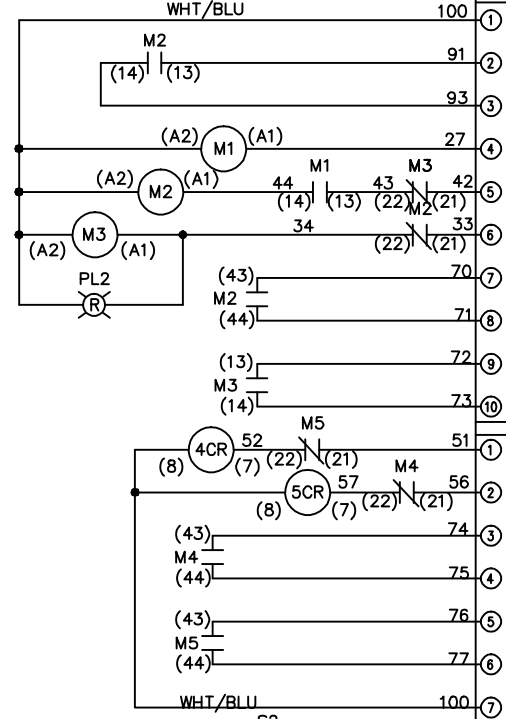 WHT/BLU 100 1
M2 91 2
(14) (13)
93 3
(A2) M1 (A1) 27 4
(A2) M2 (A1) 44 M1 43 M3 42 5
(14) (13) (22) (21)
(A2) M3 (A1) 34 M2 33 6
(22) (21)
PL2
R
(43) 70 7
M2
(44) 71 8
(13) 72 9
M3
(14) 73 10
M5
4CR 52 51 1
(8) (7) (22) (21)
M4
5CR 57 56 2
(8) (7) (22) (21)
(43) 74 3
M4
(44) 75 4
(43) 76 5
M5
(44) 77 6
WHT/BLU 100 7